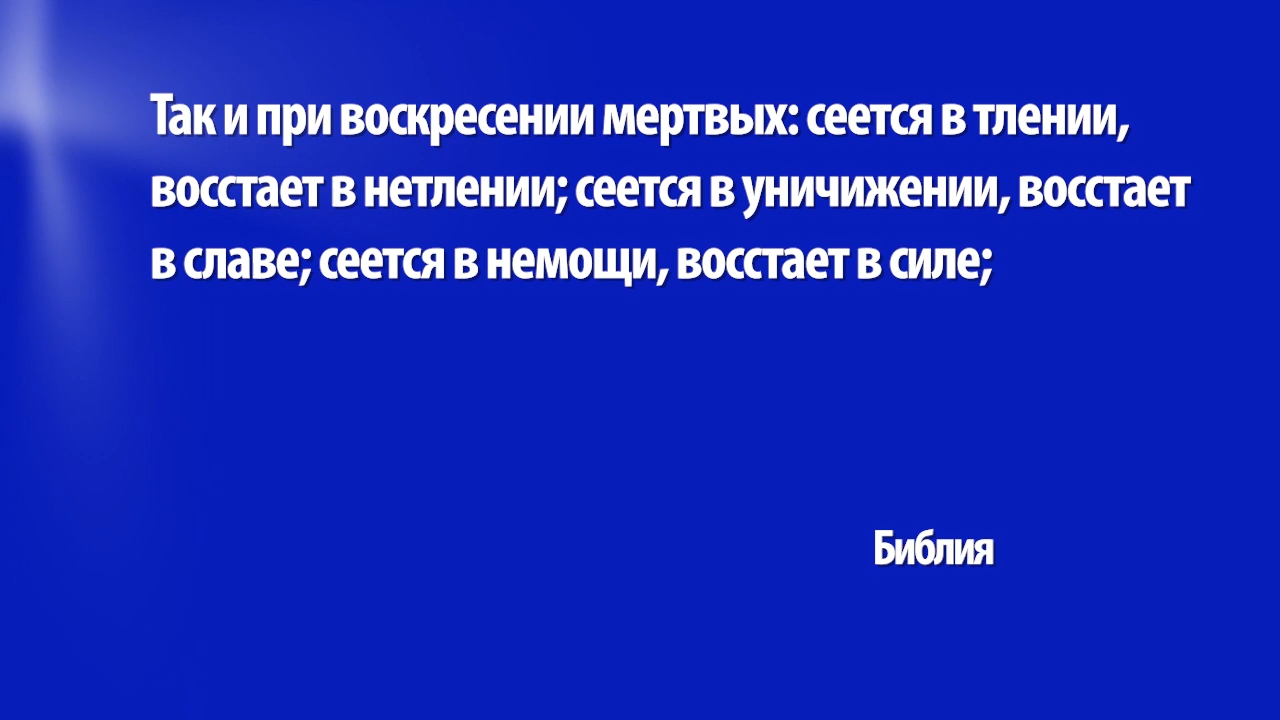 Так и при воскресении мертвых: сеется в тлении,
восстает в нетлении; сеется в уничижении, восстает
в славе; сеется в немощи, восстает в силе;
Библия